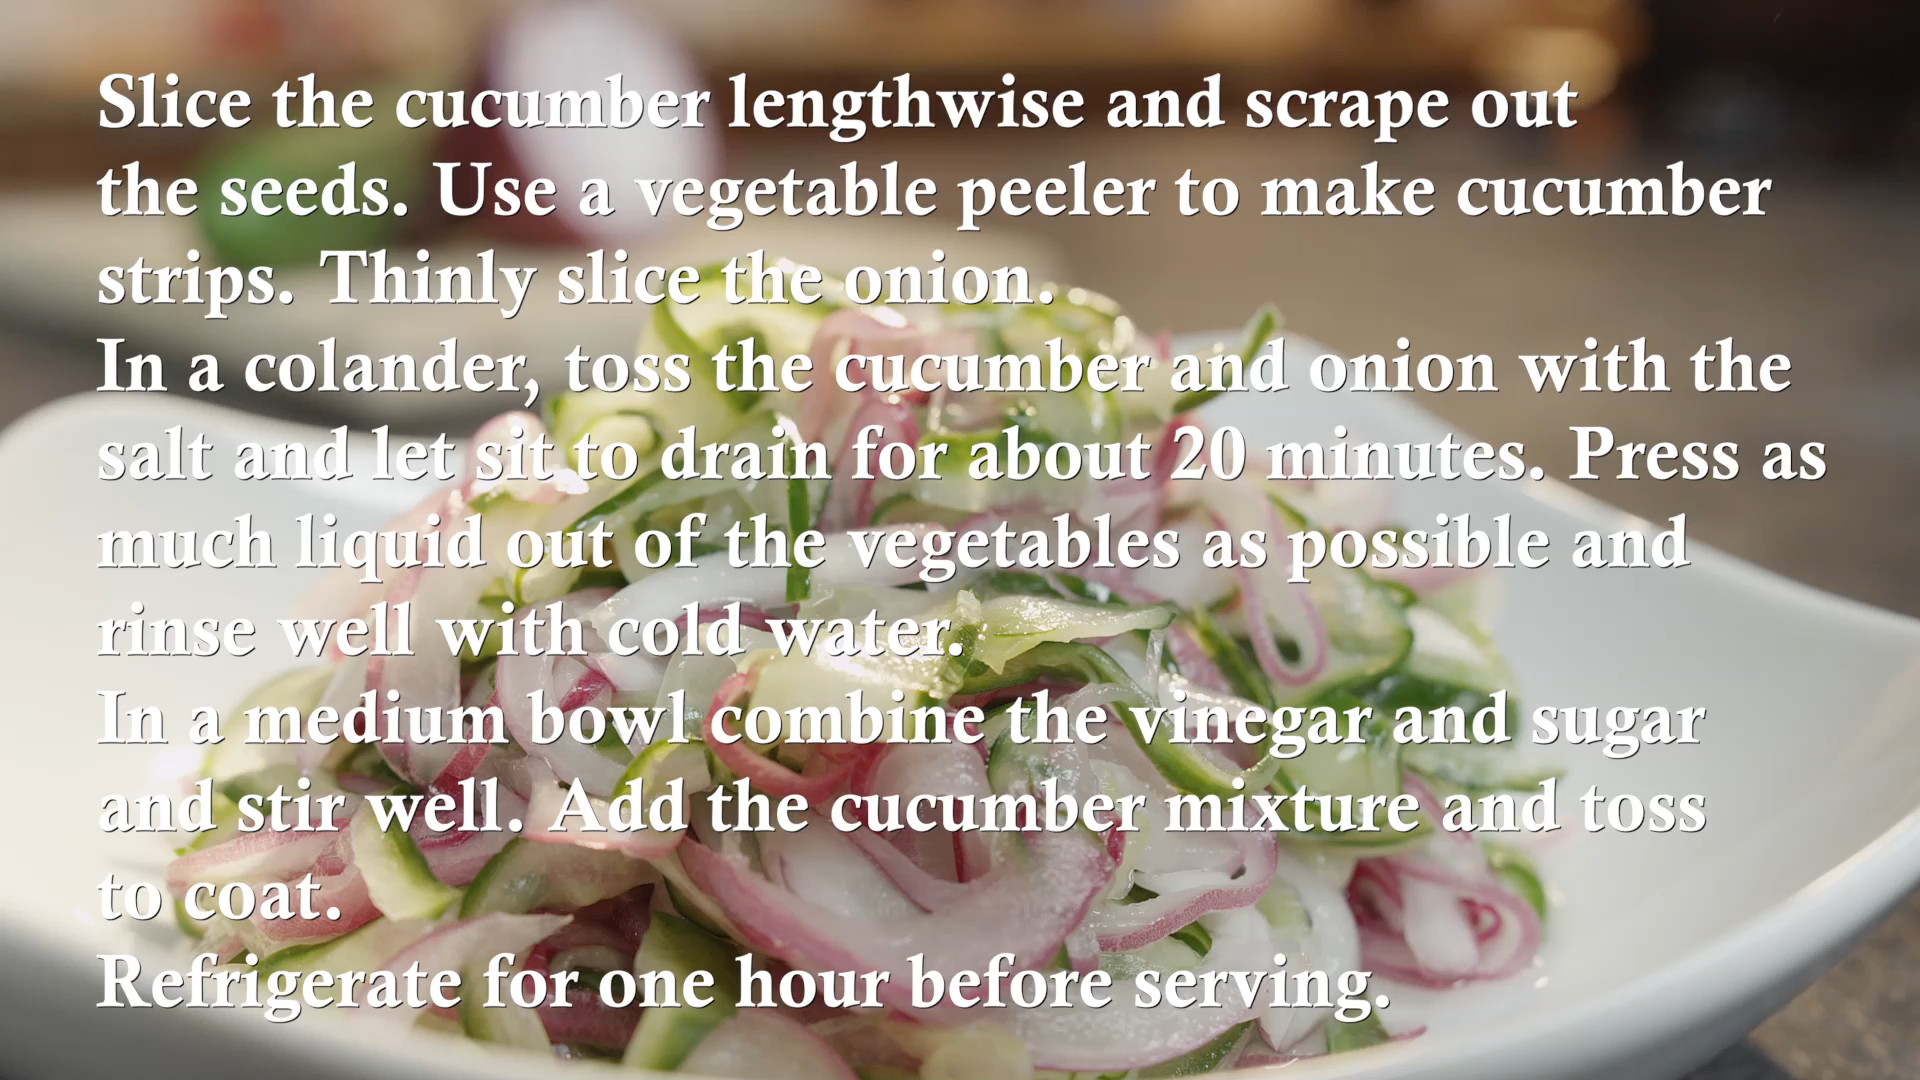 Slice the cucumber lengthwise and scrape out
the seeds. Use a vegetable peeler to make cucumber
strips. Thinly slice the onion.
In a colander, toss the cucumber and onion with the
salt and let sit to drain for about 20 minutes. Press as
much liquid out of the vegetables as possible and
rinse well with cold water.
In a medium bowl combine the vinegar and sugar
and stir well. Add the cucumber mixture and toss
to coat.
Refrigerate for one hour before serving.